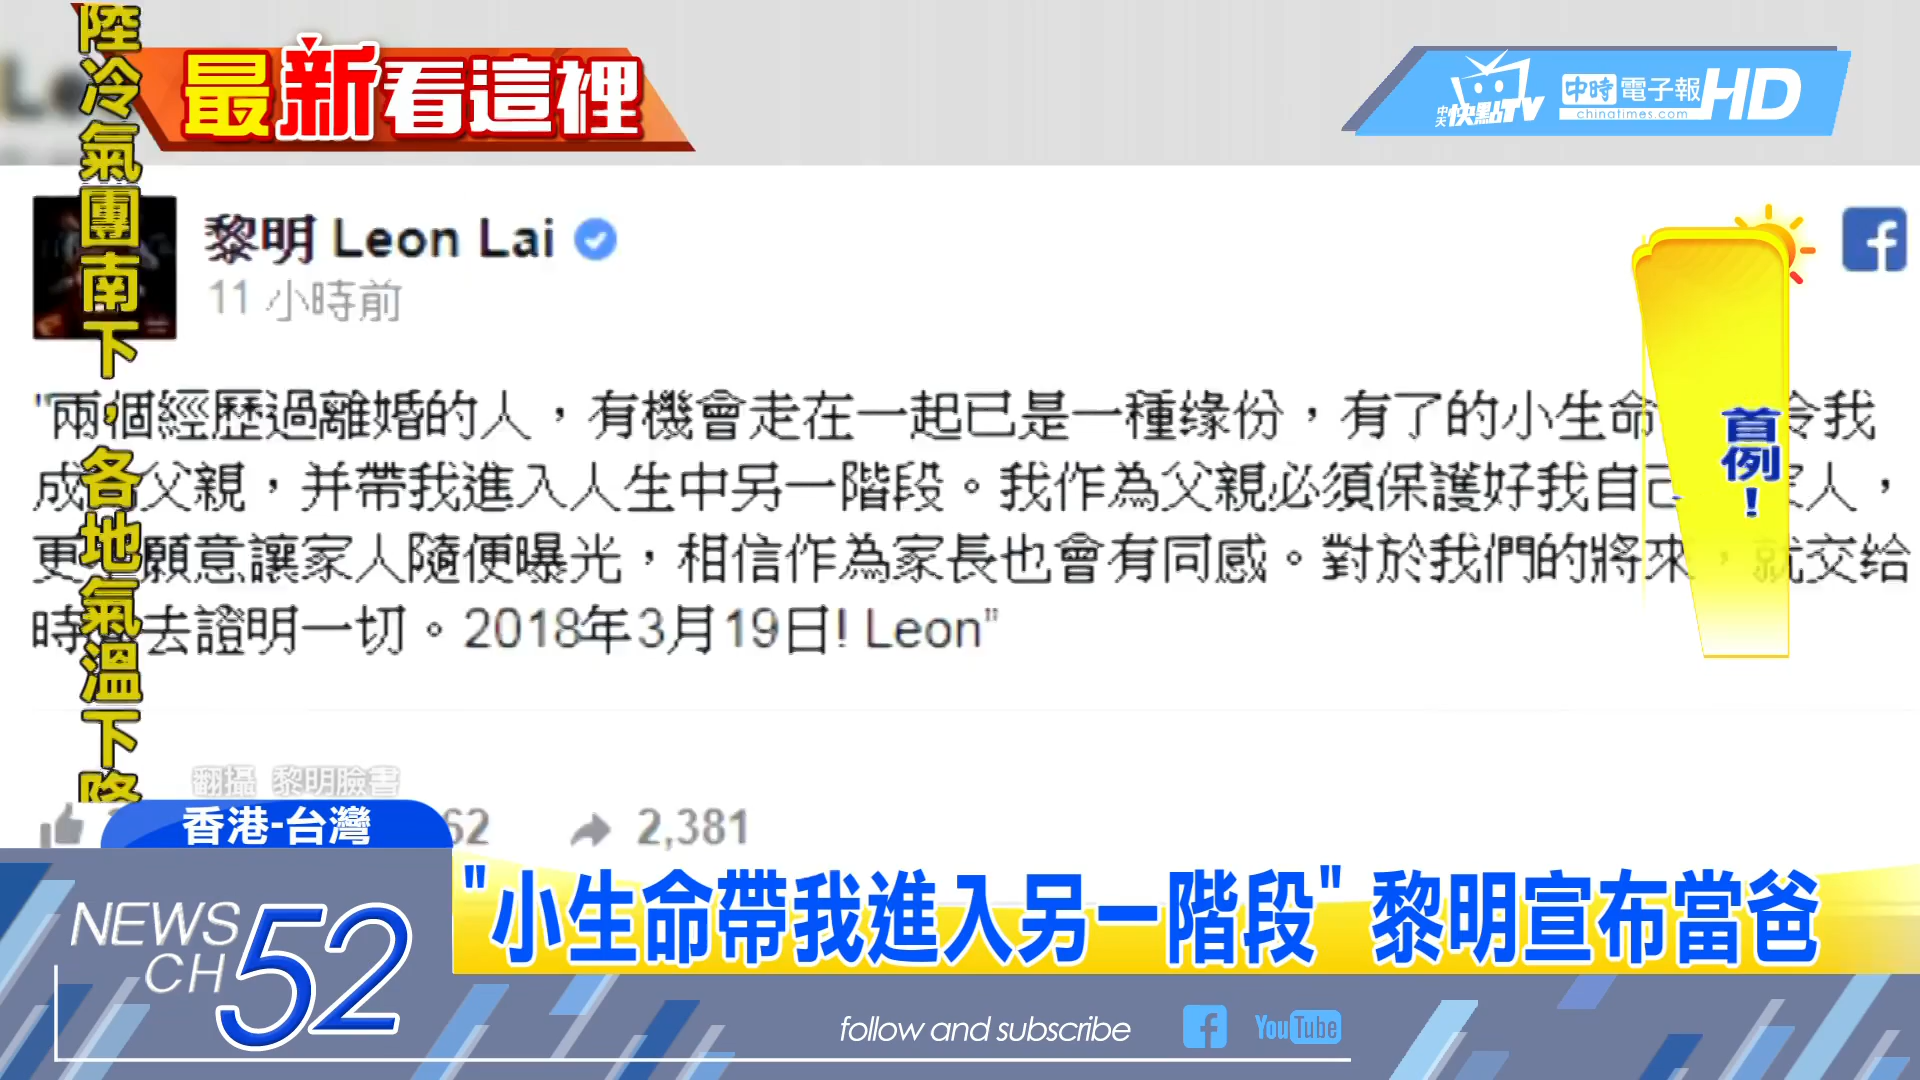 陸冷氣團南下，各地氣溫下降
最新看這裡
中天快點TV 中時電子報 HD
chinatimes.com
黎明 Leon Lai
11 小時前
"兩個經歷過離婚的人，有機會走在一起已是一種缘份，有了的小生命 令我
成 父親，并帶我進入人生中另一階段。我作為父親必須保護好我自己 家人，
更 願意讓家人隨便曝光，相信作為家長也會有同感。對於我們的將來，就交给
時 去證明一切。2018年3月19日! Leon"
首例！
翻攝 黎明臉書
62 2,381
香港-台灣
"小生命帶我進入另一階段" 黎明宣布當爸
NEWS
CH 52
follow and subscribe YouTube